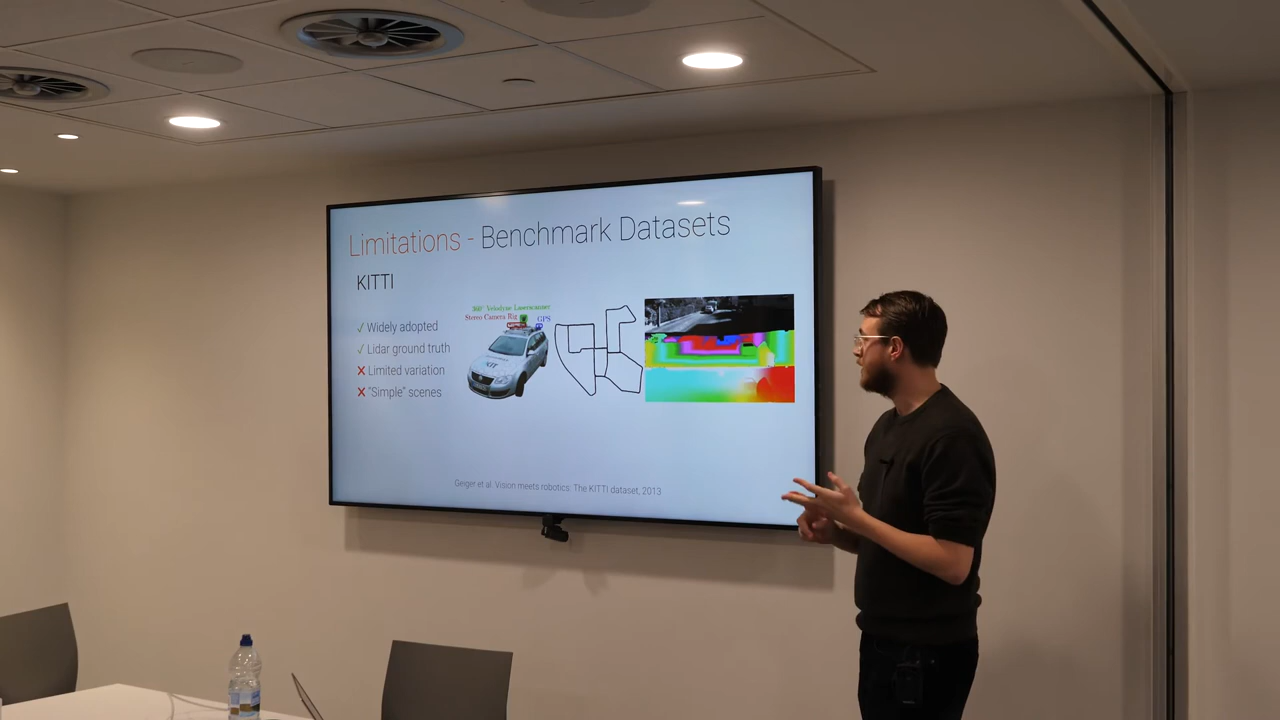 Limitations - Benchmark Datasets
KITTI
✓ Widely adopted
✓ Lidar ground truth
✗ Limited variation
✗ "Simple" scenes
360° Velodyne Laserscanner
Stereo Camera Rig
GPS
Geiger et al. Vision meets robotics: The KITTI dataset, 2013